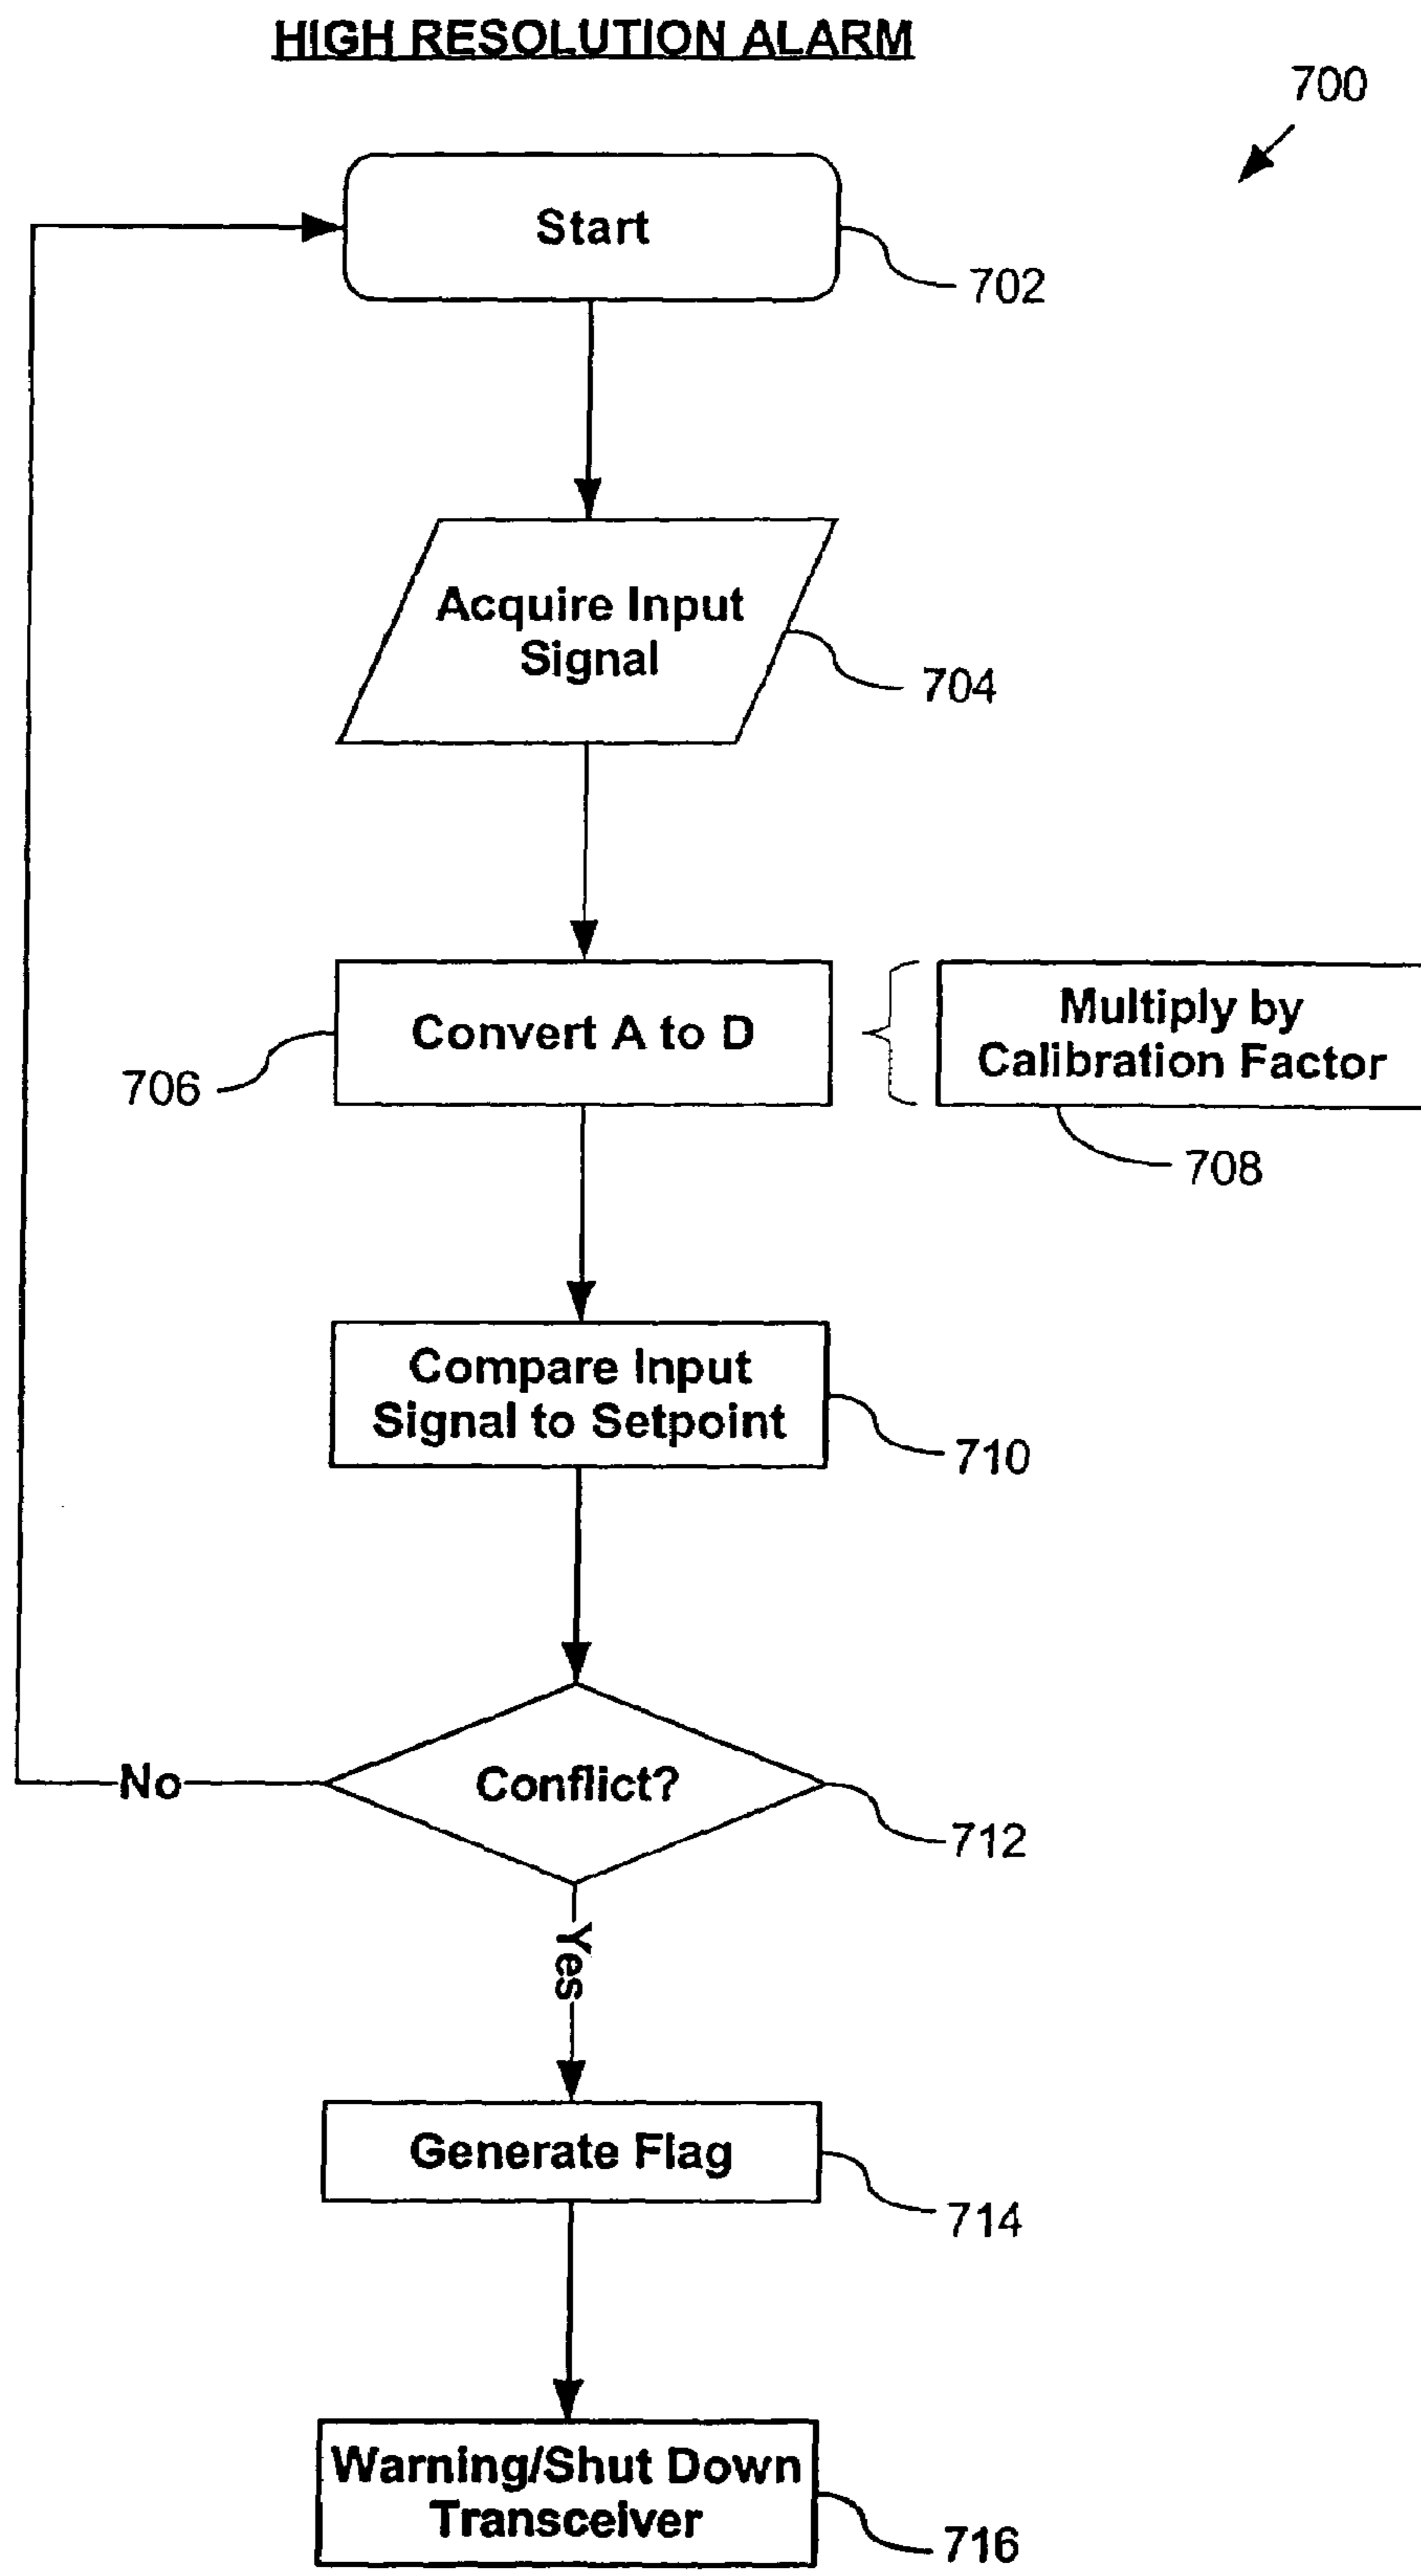 HIGH RESOLUTION ALARM
700
Start
702
Acquire Input
Signal
704
Convert A to D
706
Multiply by
Calibration Factor
708
Compare Input
Signal to Setpoint
710
Conflict?
712
No
Yes
Generate Flag
714
Warning/Shut Down
Transceiver
716